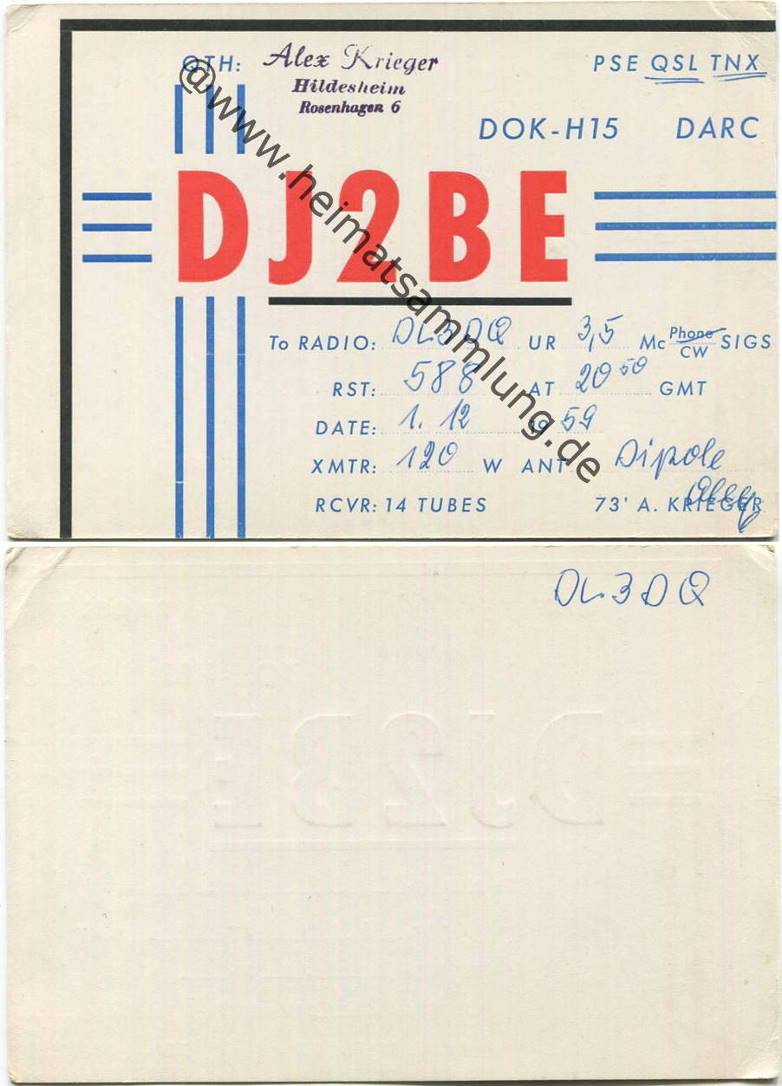 QTH: Alex Krieger PSE QSL TNX
Hildesheim
Rosenhagen 6
DOK-H15 DARC
DJ2BE
To RADIO: DL3DQ UR 3,5 Mc Phone/CW SIGS
RST: 588 AT 20 50 GMT
DATE: 1. 12 1959
XMTR: 120 W ANT Dipole
RCVR: 14 TUBES 73' A. KRIEGER
@www.heimatsammlung.de
DL3DQ
DJ2BE